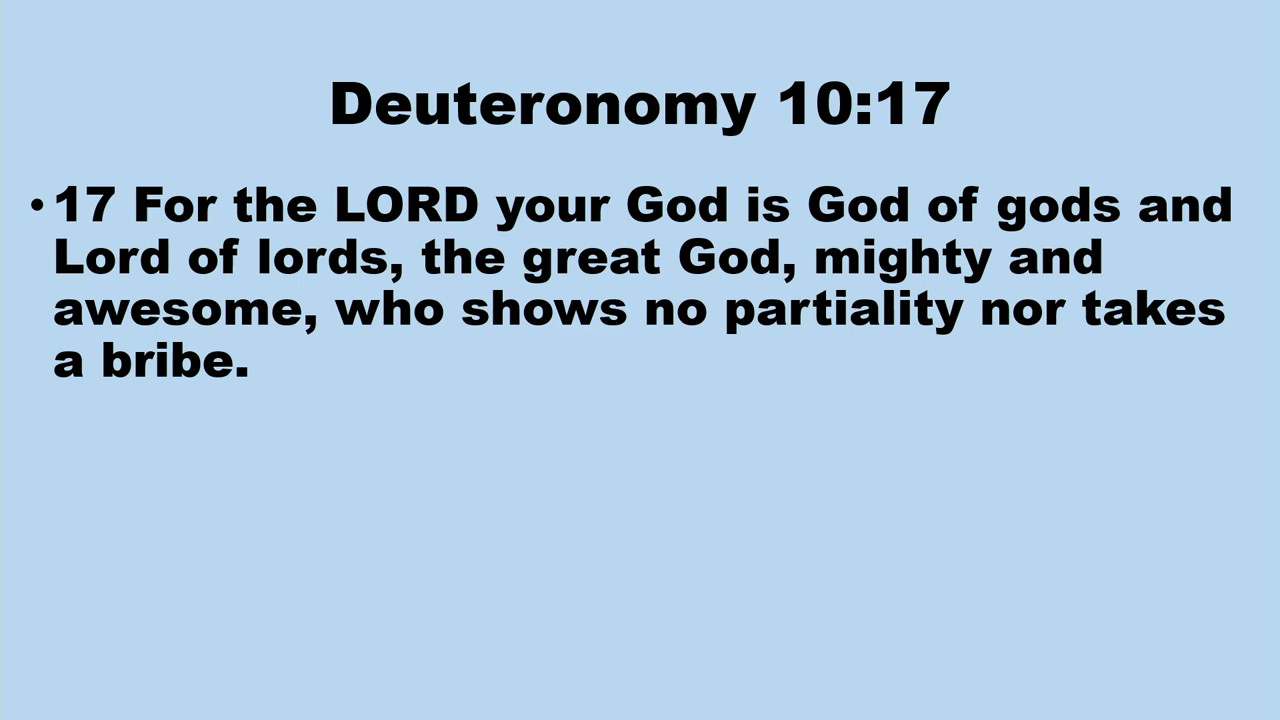 Deuteronomy 10:17
• 17 For the LORD your God is God of gods and
Lord of lords, the great God, mighty and
awesome, who shows no partiality nor takes
a bribe.